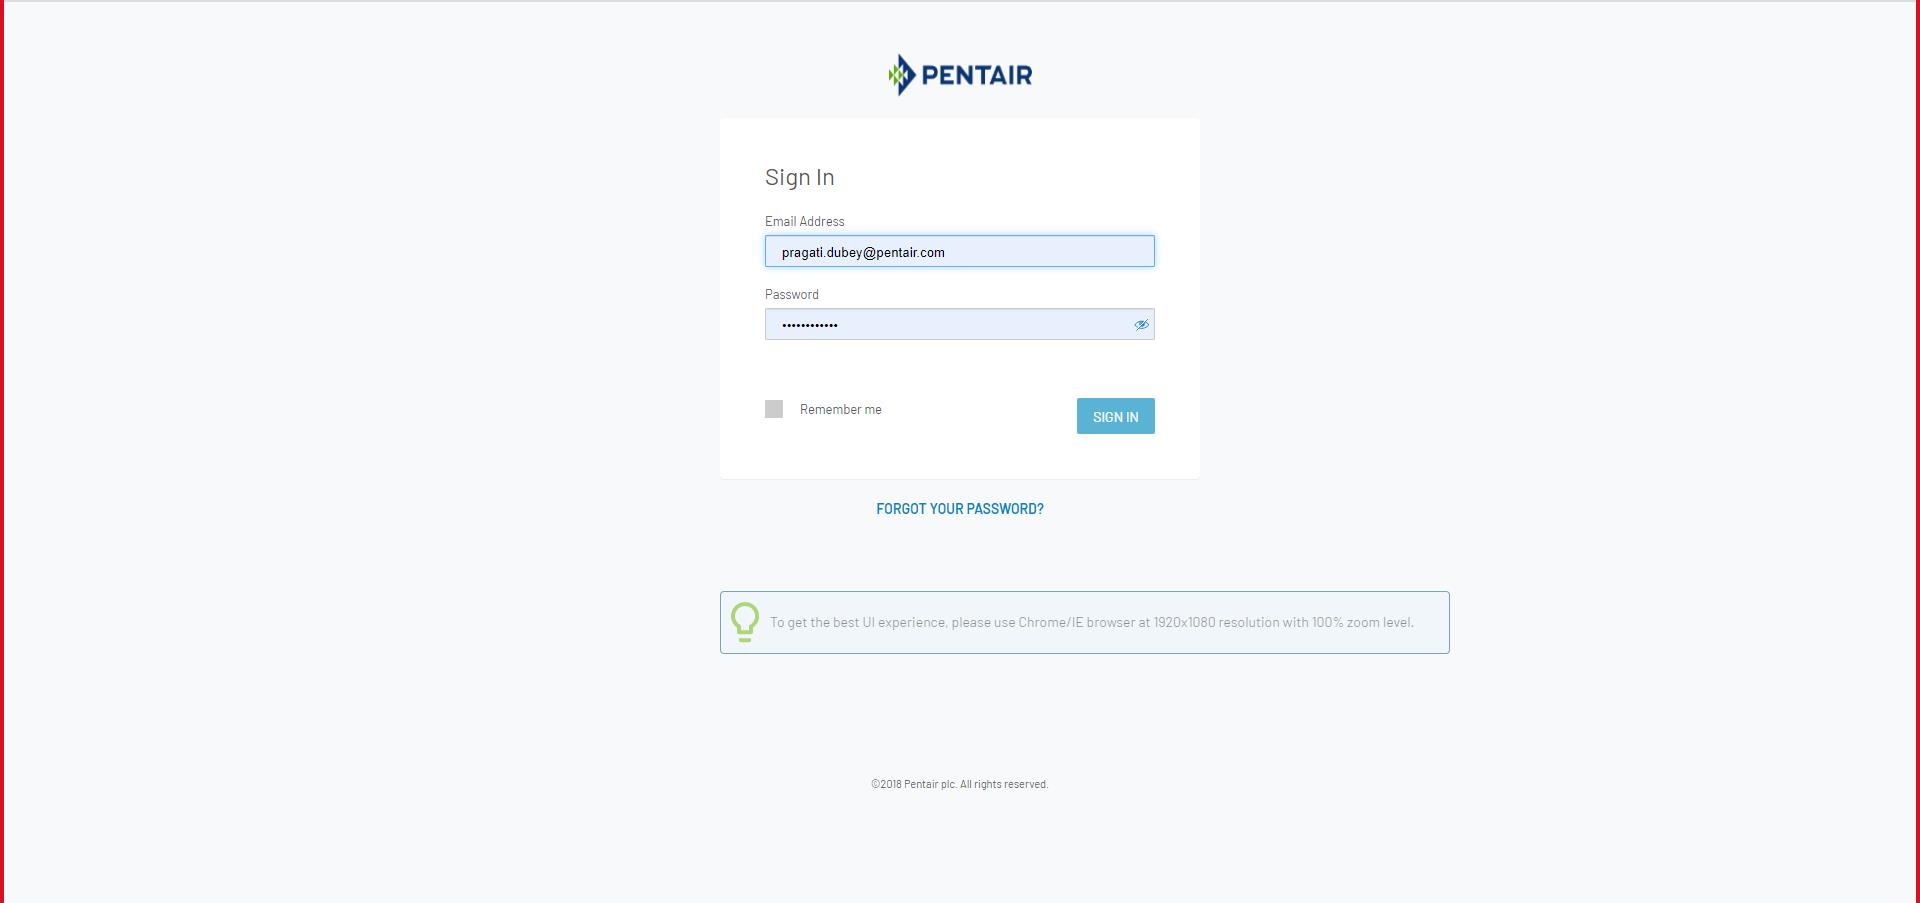 PENTAIR
Sign In
Email Address
pragati.dubey@pentair.com
Password
••••••••••••
Remember me
SIGN IN
FORGOT YOUR PASSWORD?
To get the best UI experience, please use Chrome/IE browser at 1920x1080 resolution with 100% zoom level.
©2018 Pentair plc. All rights reserved.